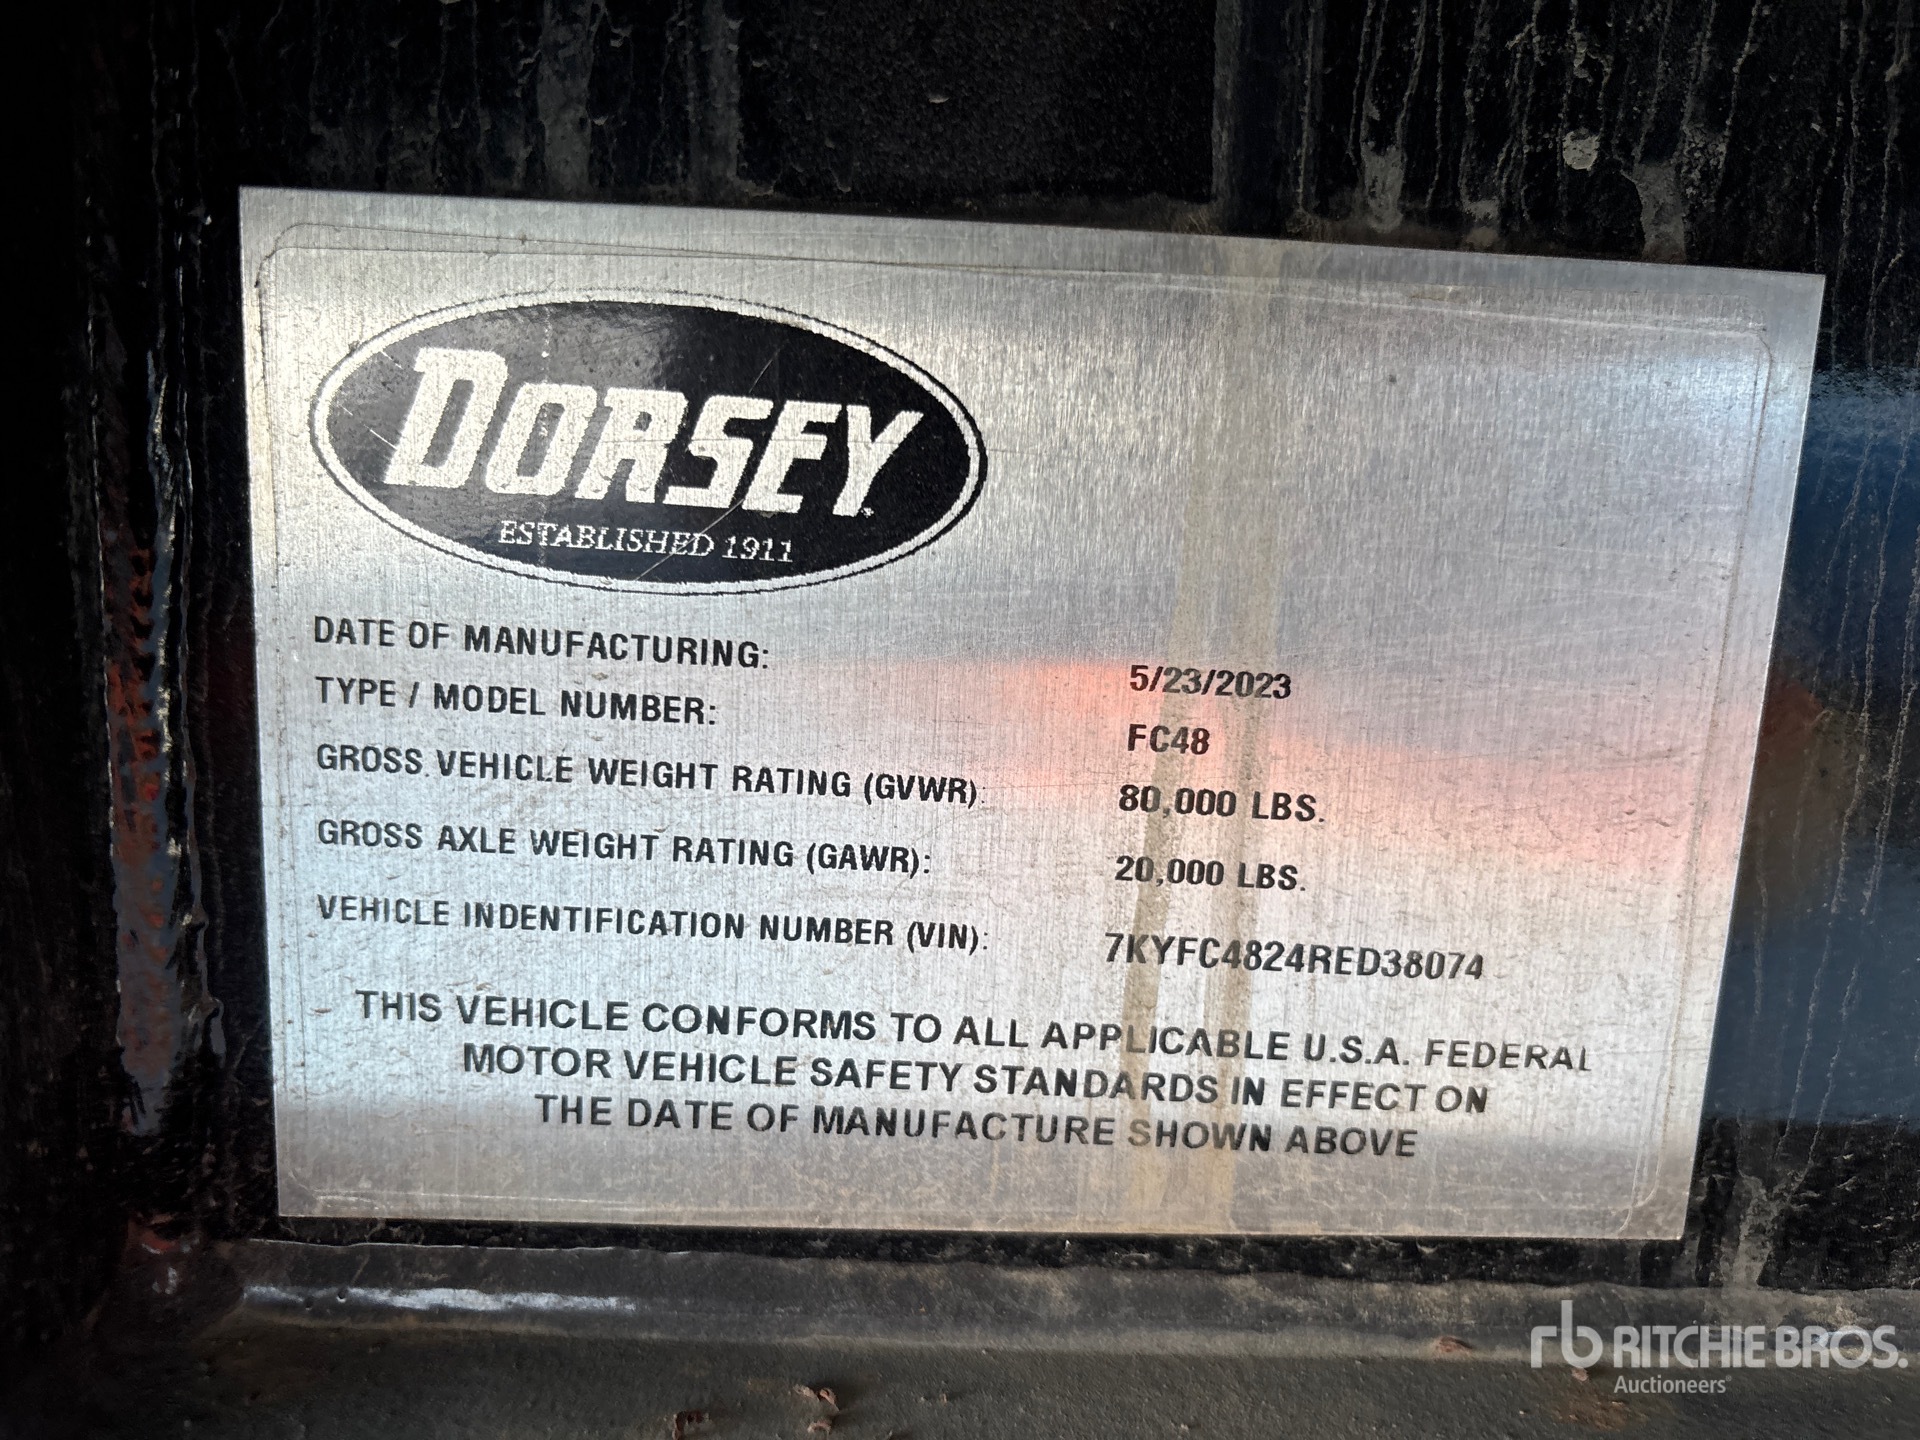 DORSEY
ESTABLISHED 1911
DATE OF MANUFACTURING: 5/23/2023
TYPE / MODEL NUMBER: FC48
GROSS VEHICLE WEIGHT RATING (GVWR): 80,000 LBS.
GROSS AXLE WEIGHT RATING (GAWR): 20,000 LBS.
VEHICLE INDENTIFICATION NUMBER (VIN): 7KYFC4824RED38074
THIS VEHICLE CONFORMS TO ALL APPLICABLE U.S.A. FEDERAL
MOTOR VEHICLE SAFETY STANDARDS IN EFFECT ON
THE DATE OF MANUFACTURE SHOWN ABOVE
rb RITCHIE BROS.
Auctioneers